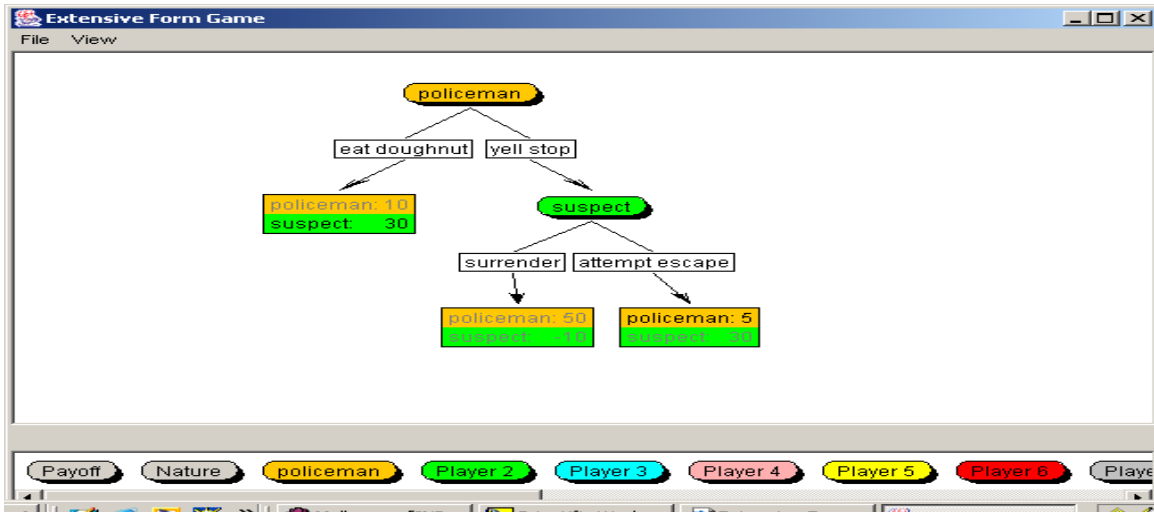 Extensive Form Game
File View
policeman
eat doughnut yell stop
policeman: 10
suspect: 30
suspect
surrender attempt escape
policeman: 50
suspect: -10
policeman: 5
suspect: 30
Payoff Nature policeman Player 2 Player 3 Player 4 Player 5 Player 6 Playe